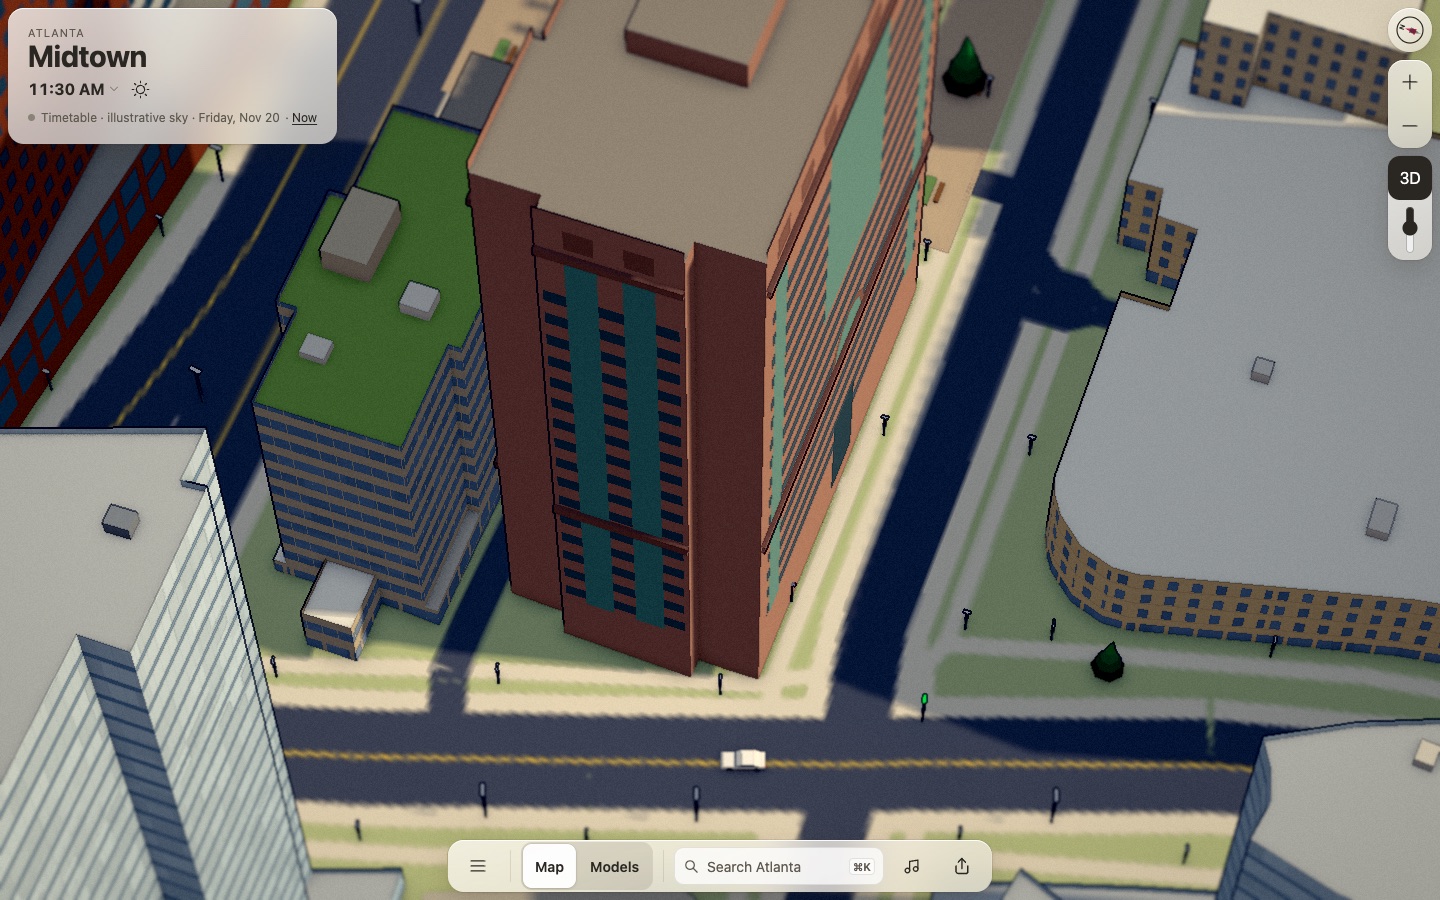 ATLANTA
Midtown
11:30 AM
Timetable · illustrative sky · Friday, Nov 20 · Now
3D
Map
Models
Search Atlanta
⌘K